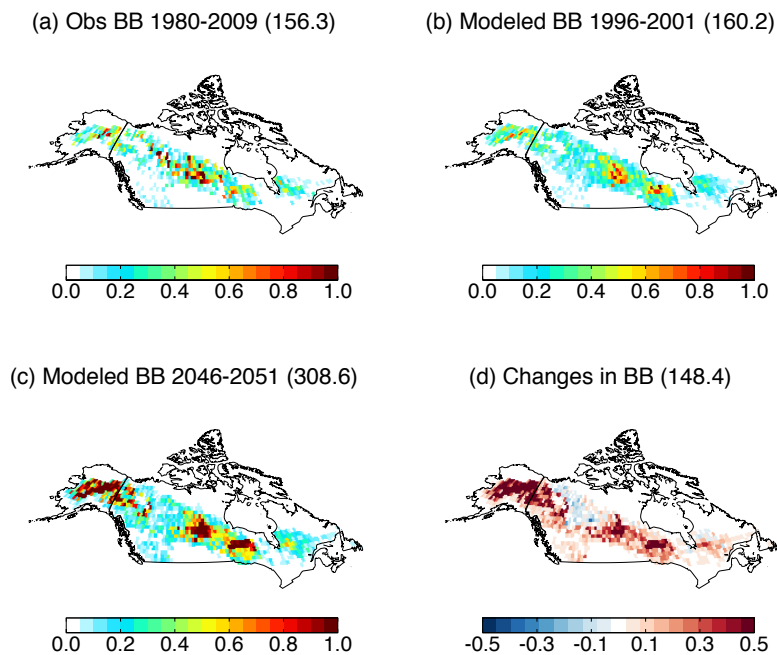 (a) Obs BB 1980-2009 (156.3)
(b) Modeled BB 1996-2001 (160.2)
0.0 0.2 0.4 0.6 0.8 1.0
0.0 0.2 0.4 0.6 0.8 1.0
(c) Modeled BB 2046-2051 (308.6)
(d) Changes in BB (148.4)
0.0 0.2 0.4 0.6 0.8 1.0
-0.5 -0.3 -0.1 0.1 0.3 0.5